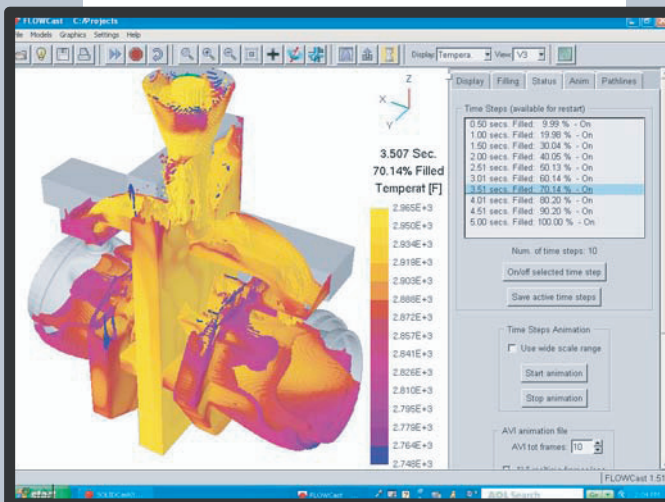 FLOWCast C:/Projects
File Models Graphics Settings Help
Display: Tempera. View: V3
Display Filling Status Anim Pathlines
Z
X
Y
3.507 Sec.
70.14% Filled
Temperat [F]
2.965E+3
2.950E+3
2.934E+3
2.919E+3
2.903E+3
2.888E+3
2.872E+3
2.857E+3
2.841E+3
2.826E+3
2.810E+3
2.795E+3
2.779E+3
2.764E+3
2.748E+3
Time Steps (available for restart)
0.50 secs. Filled: 9.99 % - On
1.00 secs. Filled: 19.98 % - On
1.50 secs. Filled: 30.04 % - On
2.00 secs. Filled: 40.05 % - On
2.51 secs. Filled: 50.13 % - On
3.01 secs. Filled: 60.14 % - On
3.51 secs. Filled: 70.14 % - On
4.01 secs. Filled: 80.20 % - On
4.51 secs. Filled: 90.20 % - On
5.00 secs. Filled: 100.00 % - On
Num. of time steps: 10
On/off selected time step
Save active time steps
Time Steps Animation
Use wide scale range
Start animation
Stop animation
AVI animation file
AVI tot frames: 10
FLOWCast 1.51
start
FLOWCast
AOL Search
Go